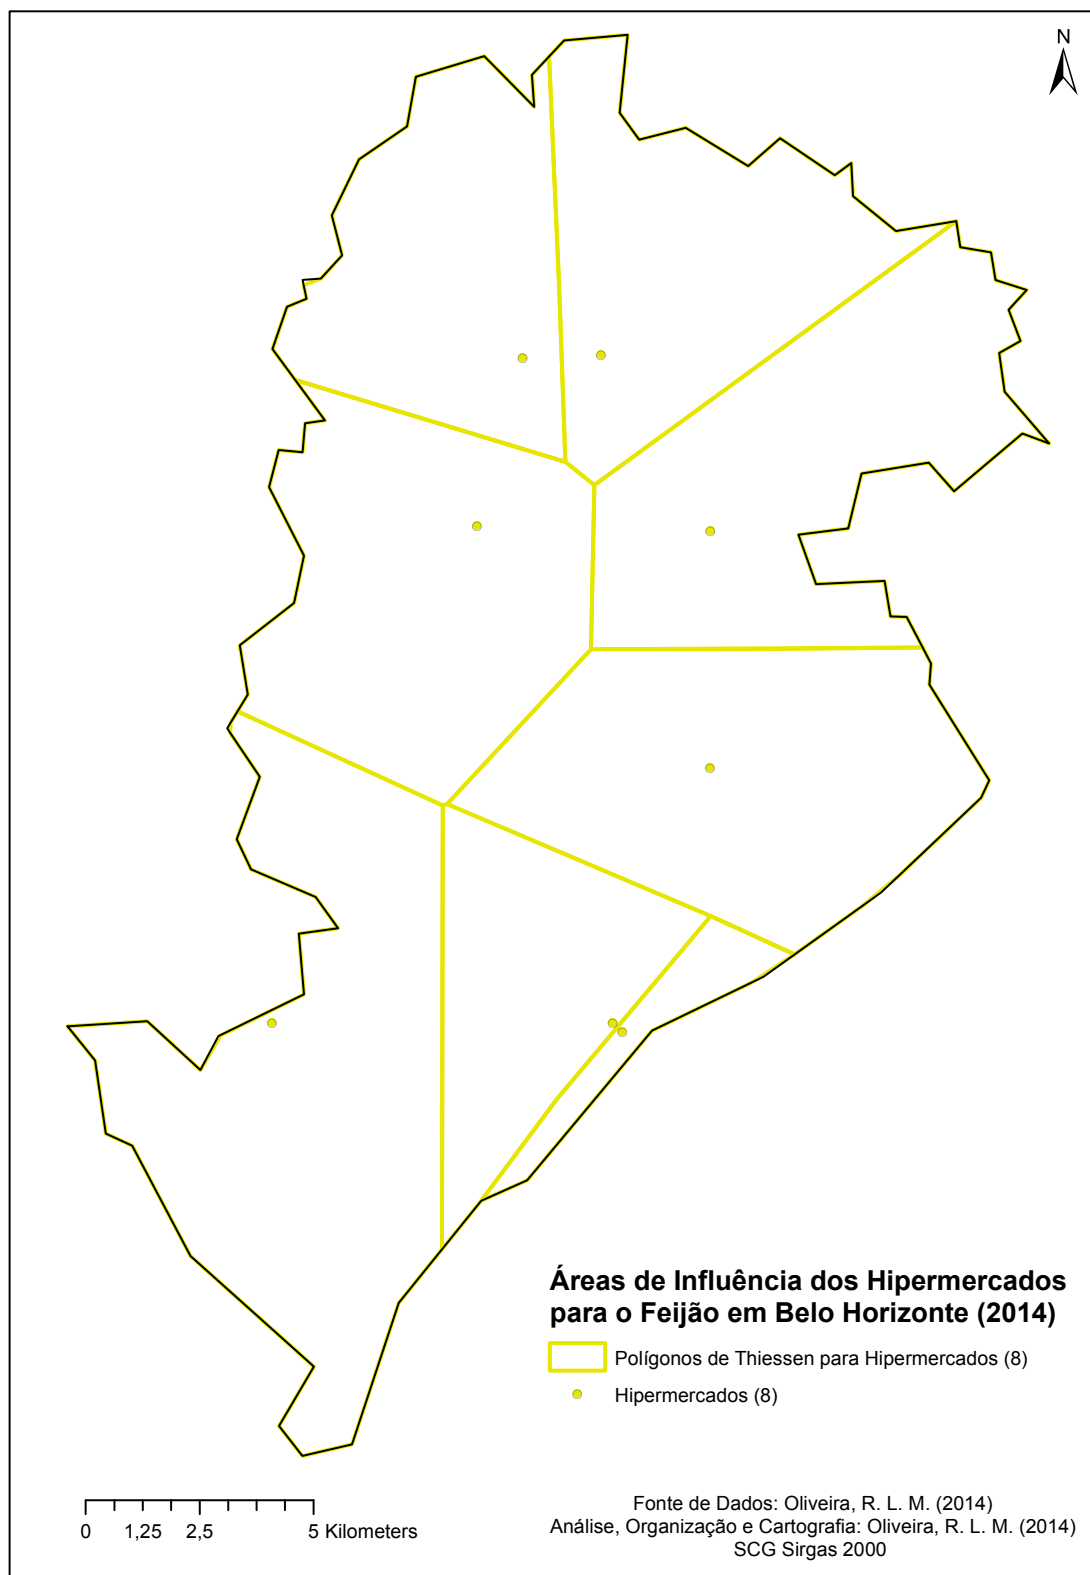 N
Áreas de Influência dos Hipermercados
para o Feijão em Belo Horizonte (2014)
Polígonos de Thiessen para Hipermercados (8)
Hipermercados (8)
0 1,25 2,5 5 Kilometers
Fonte de Dados: Oliveira, R. L. M. (2014)
Análise, Organização e Cartografia: Oliveira, R. L. M. (2014)
SCG Sirgas 2000